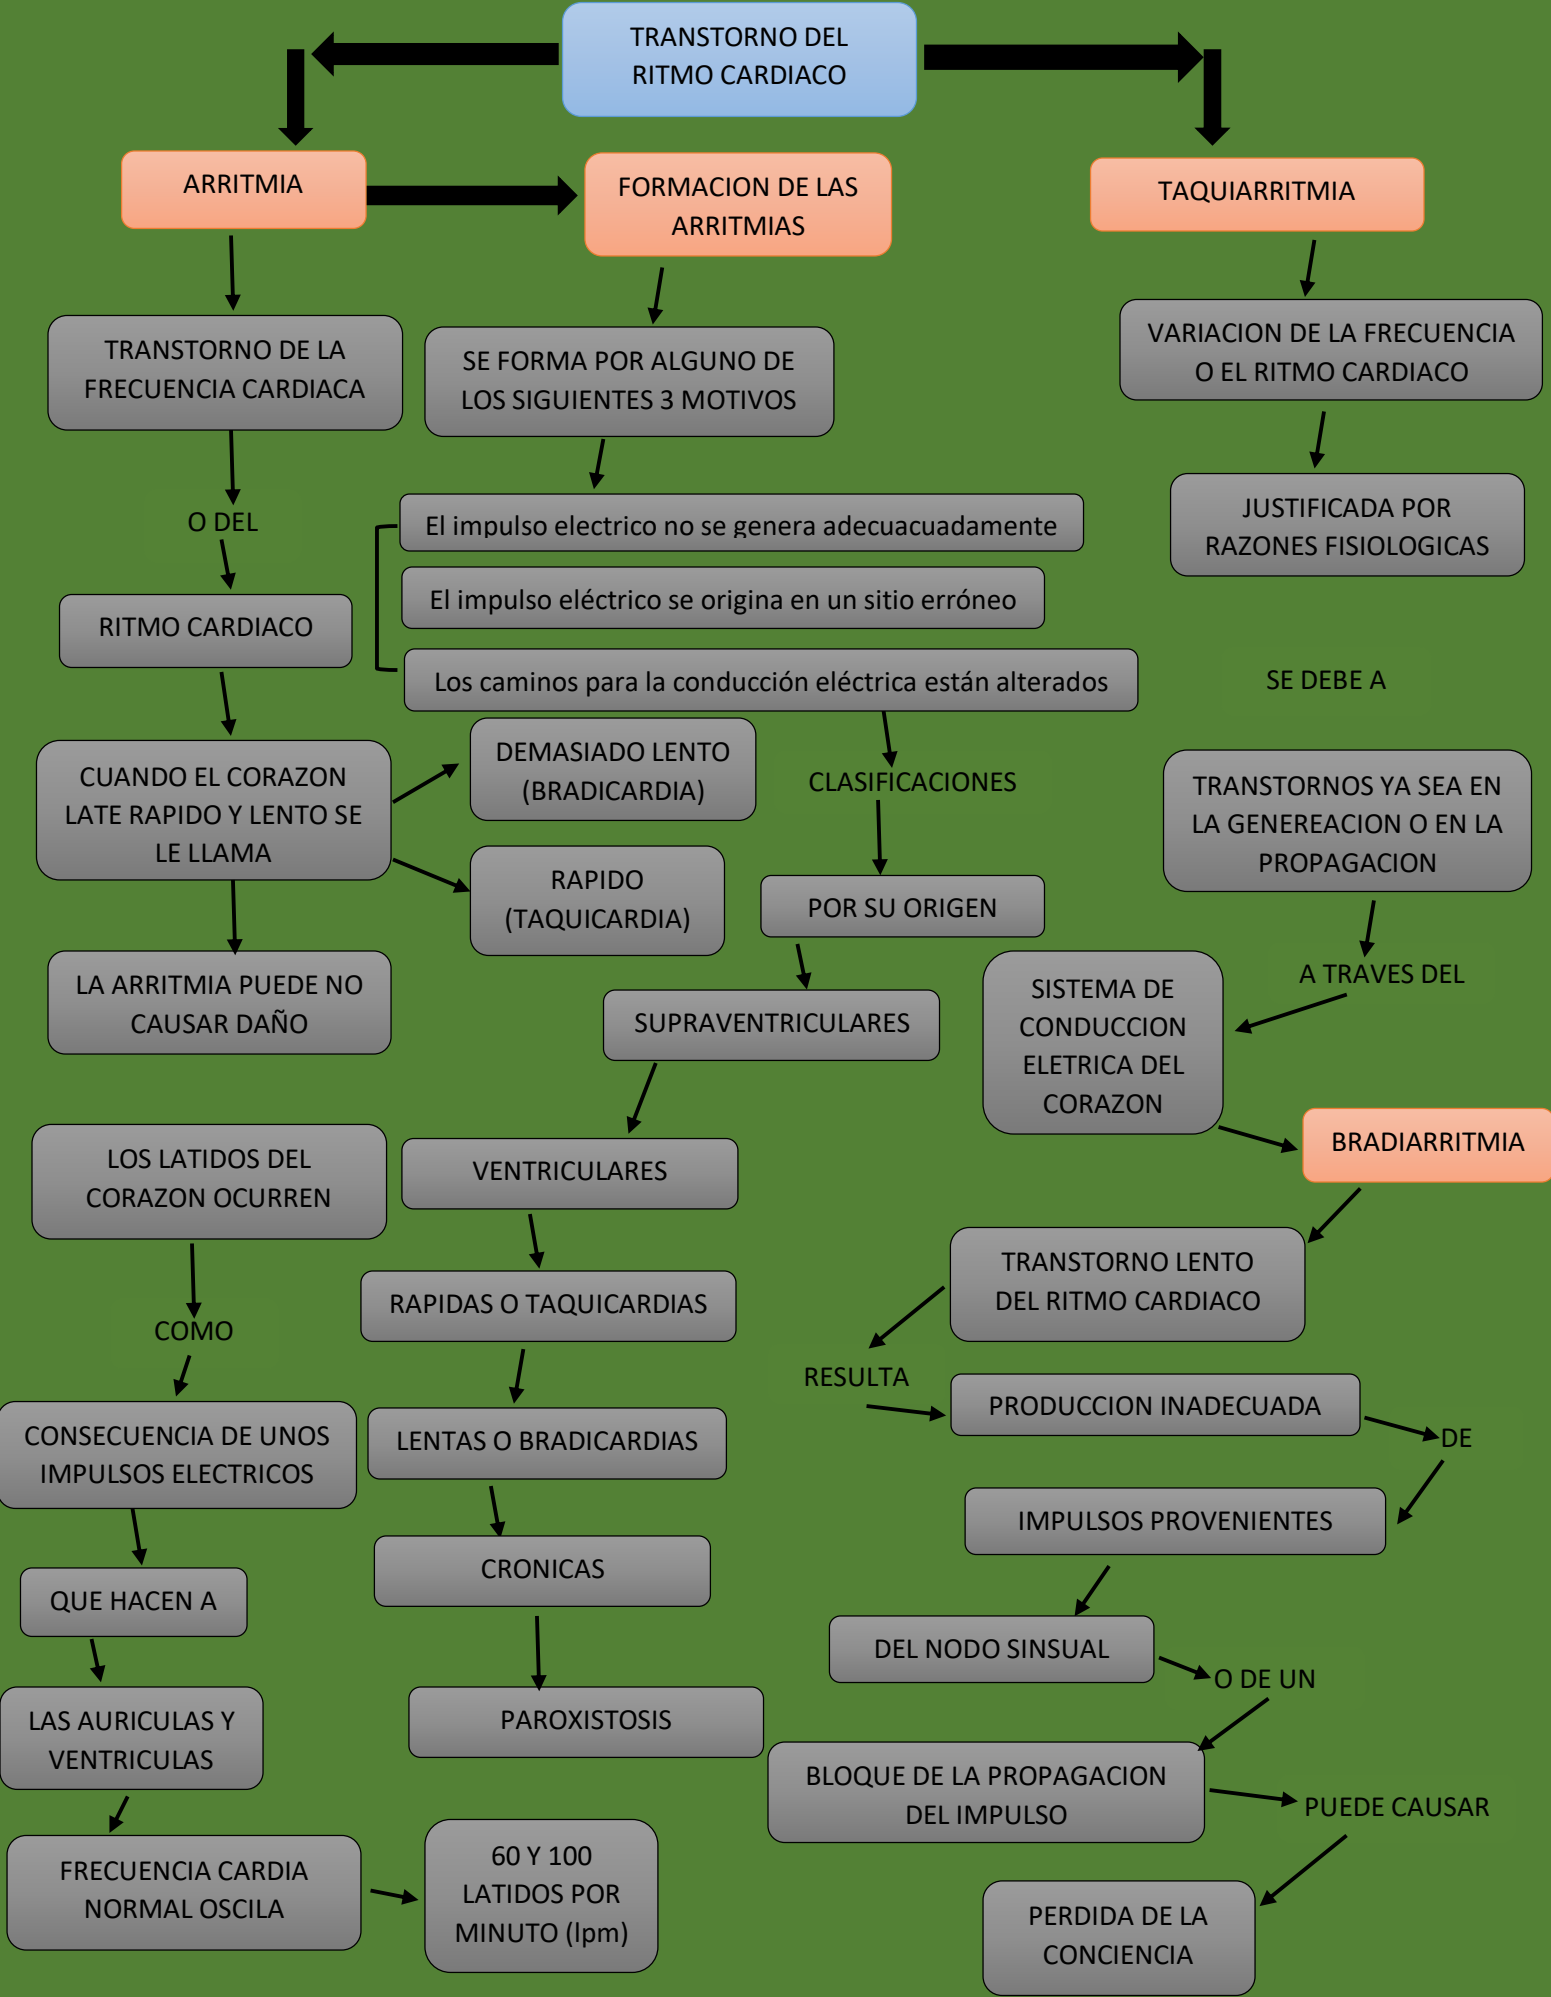 TRANSTORNO DEL
RITMO CARDIACO
ARRITMIA
FORMACION DE LAS
ARRITMIAS
TAQUIARRITMIA
TRANSTORNO DE LA
FRECUENCIA CARDIACA
SE FORMA POR ALGUNO DE
LOS SIGUIENTES 3 MOTIVOS
VARIACION DE LA FRECUENCIA
O EL RITMO CARDIACO
O DEL
El impulso electrico no se genera adecuacuadamente
JUSTIFICADA POR
RAZONES FISIOLOGICAS
El impulso eléctrico se origina en un sitio erróneo
RITMO CARDIACO
Los caminos para la conducción eléctrica están alterados
SE DEBE A
CUANDO EL CORAZON
LATE RAPIDO Y LENTO SE
LE LLAMA
DEMASIADO LENTO
(BRADICARDIA)
CLASIFICACIONES
TRANSTORNOS YA SEA EN
LA GENEREACION O EN LA
PROPAGACION
RAPIDO
(TAQUICARDIA)
POR SU ORIGEN
LA ARRITMIA PUEDE NO
CAUSAR DAÑO
SUPRAVENTRICULARES
SISTEMA DE
CONDUCCION
ELETRICA DEL
CORAZON
A TRAVES DEL
LOS LATIDOS DEL
CORAZON OCURREN
VENTRICULARES
BRADIARRITMIA
RAPIDAS O TAQUICARDIAS
TRANSTORNO LENTO
DEL RITMO CARDIACO
COMO
RESULTA
PRODUCCION INADECUADA
DE
CONSECUENCIA DE UNOS
IMPULSOS ELECTRICOS
LENTAS O BRADICARDIAS
IMPULSOS PROVENIENTES
QUE HACEN A
CRONICAS
DEL NODO SINSUAL
O DE UN
LAS AURICULAS Y
VENTRICULAS
PAROXISTOSIS
BLOQUE DE LA PROPAGACION
DEL IMPULSO
PUEDE CAUSAR
FRECUENCIA CARDIA
NORMAL OSCILA
60 Y 100
LATIDOS POR
MINUTO (lpm)
PERDIDA DE LA
CONCIENCIA